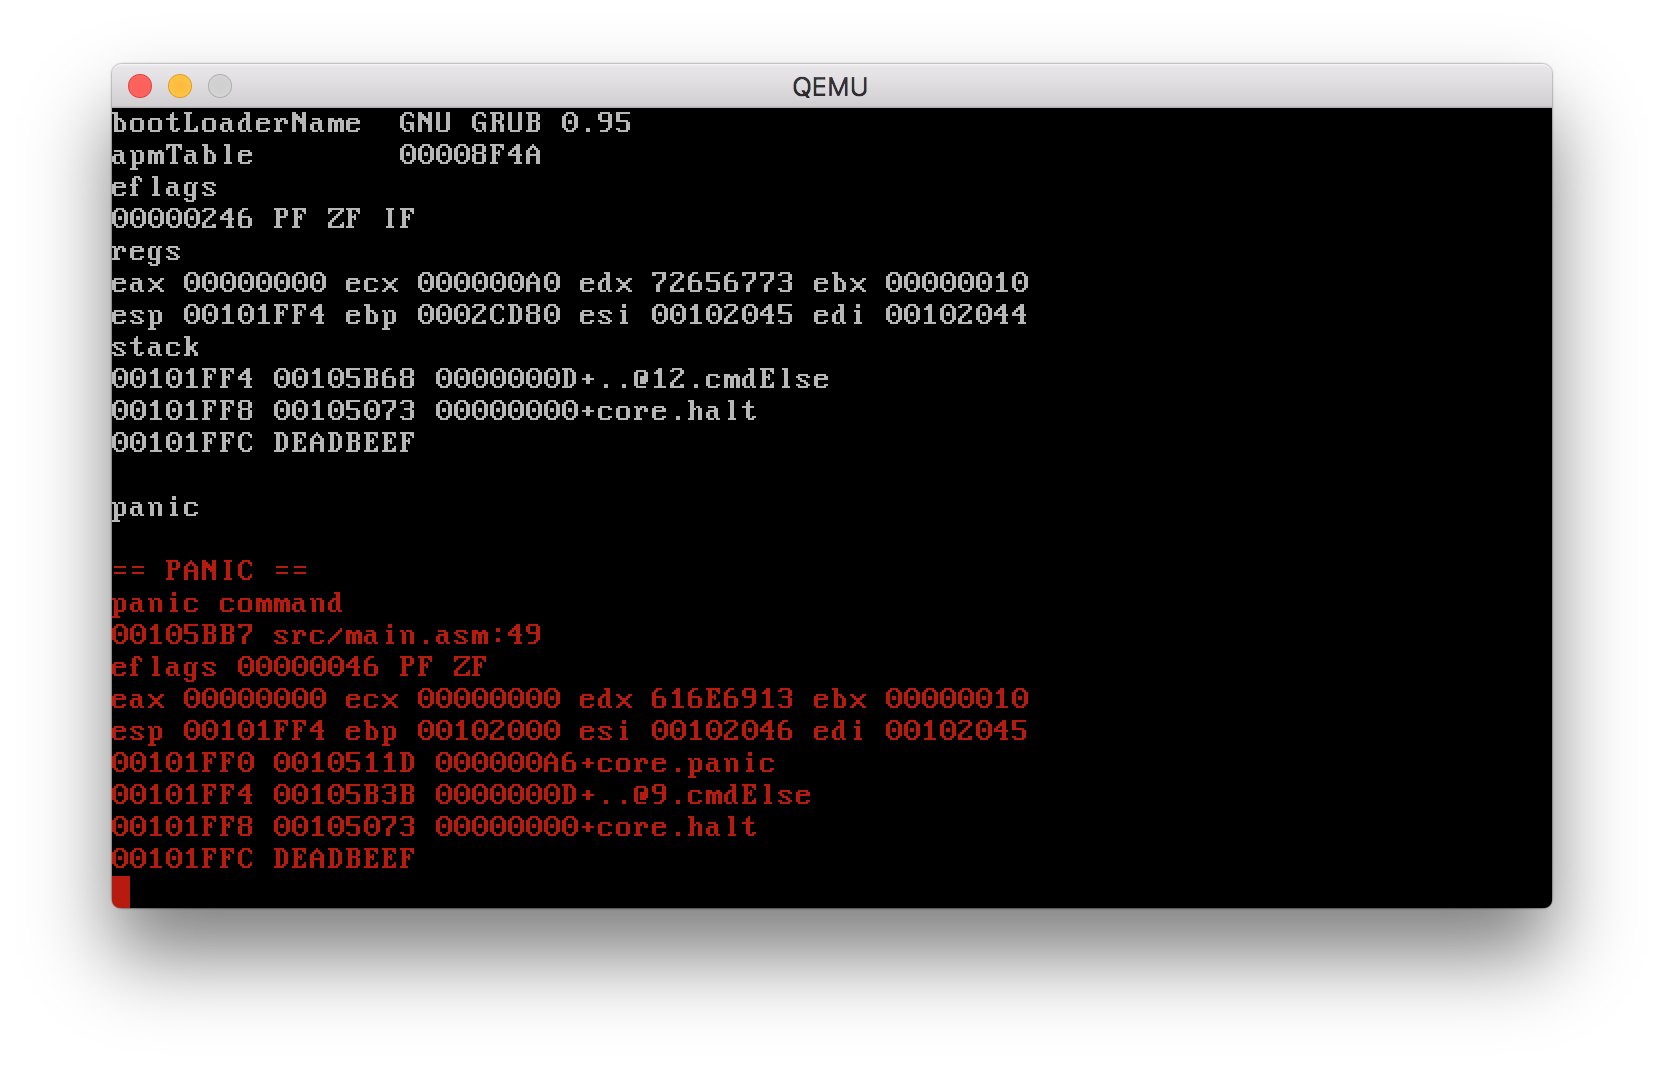 QEMU
bootLoaderName  GNU GRUB 0.95
apmTable        00008F4A
eflags
00000246 PF ZF IF
regs
eax 00000000 ecx 000000A0 edx 72656773 ebx 00000010
esp 00101FF4 ebp 0002CD80 esi 00102045 edi 00102044
stack
00101FF4 00105B68 0000000D+..@12.cmdElse
00101FF8 00105073 00000000+core.halt
00101FFC DEADBEEF
panic
== PANIC ==
panic command
00105BB7 src/main.asm:49
eflags 00000046 PF ZF
eax 00000000 ecx 00000000 edx 616E6913 ebx 00000010
esp 00101FF4 ebp 00102000 esi 00102046 edi 00102045
00101FF0 0010511D 000000A6+core.panic
00101FF4 00105B3B 0000000D+..@9.cmdElse
00101FF8 00105073 00000000+core.halt
00101FFC DEADBEEF